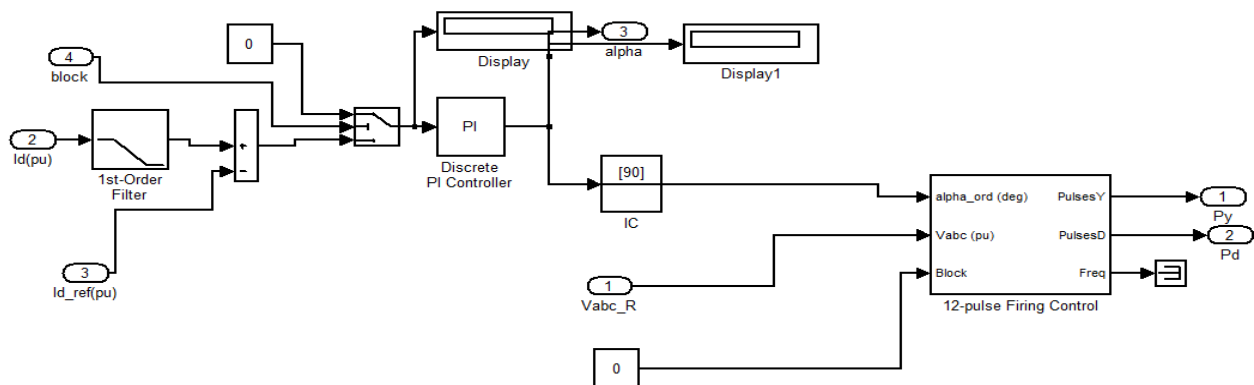 0
4
block
2
Id(pu)
1st-Order
Filter
+
−
3
Id_ref(pu)
Display
3
alpha
Display1
PI
Discrete
PI Controller
[90]
IC
1
Vabc_R
0
alpha_ord (deg)
Vabc (pu)
Block
PulsesY
PulsesD
Freq
12-pulse Firing Control
1
Py
2
Pd